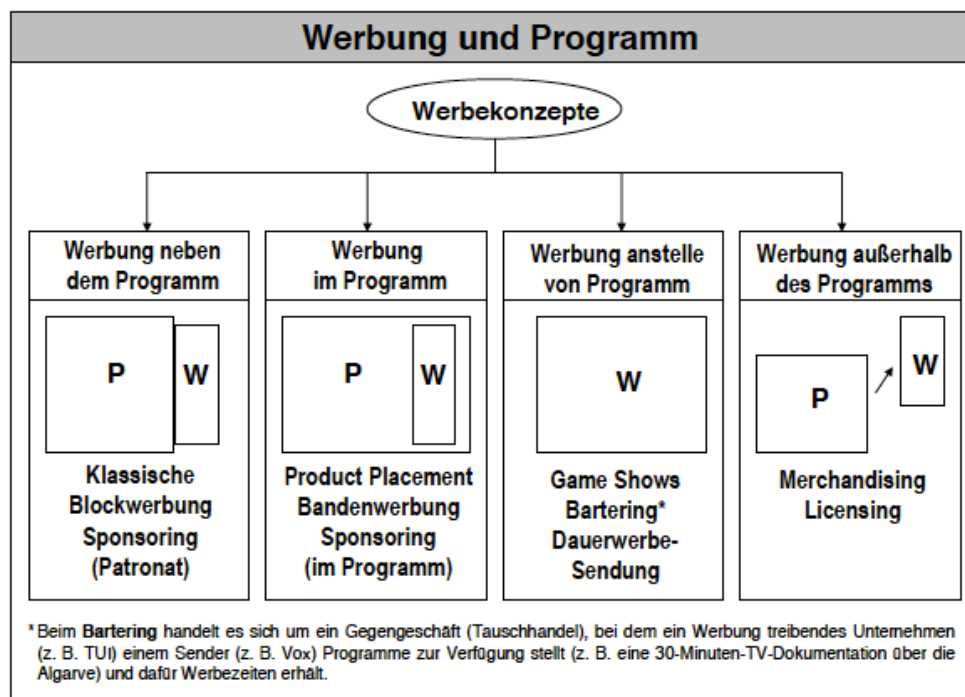 Werbung und Programm
Werbekonzepte
Werbung neben
dem Programm
P
W
Klassische
Blockwerbung
Sponsoring
(Patronat)
Werbung
im Programm
P
W
Product Placement
Bandenwerbung
Sponsoring
(im Programm)
Werbung anstelle
von Programm
W
Game Shows
Bartering*
Dauerwerbe-
Sendung
Werbung außerhalb
des Programms
P
W
Merchandising
Licensing
* Beim Bartering handelt es sich um ein Gegengeschäft (Tauschhandel), bei dem ein Werbung treibendes Unternehmen
(z. B. TUI) einem Sender (z. B. Vox) Programme zur Verfügung stellt (z. B. eine 30-Minuten-TV-Dokumentation über die
Algarve) und dafür Werbezeiten erhält.